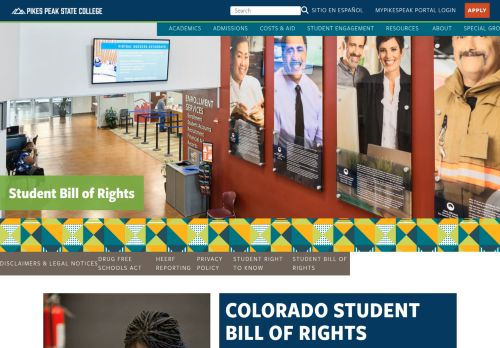 PIKES PEAK STATE COLLEGE
Search
SITIO EN ESPAÑOL
MYPIKESPEAK PORTAL LOGIN
APPLY
ACADEMICS ADMISSIONS COSTS & AID STUDENT ENGAGEMENT RESOURCES ABOUT SPECIAL GRO
ENROLLMENT
SERVICES
Student Bill of Rights
DISCLAIMERS & LEGAL NOTICES
DRUG FREE
SCHOOLS ACT
HEERF
REPORTING
PRIVACY
POLICY
STUDENT RIGHT
TO KNOW
STUDENT BILL OF
RIGHTS
COLORADO STUDENT
BILL OF RIGHTS